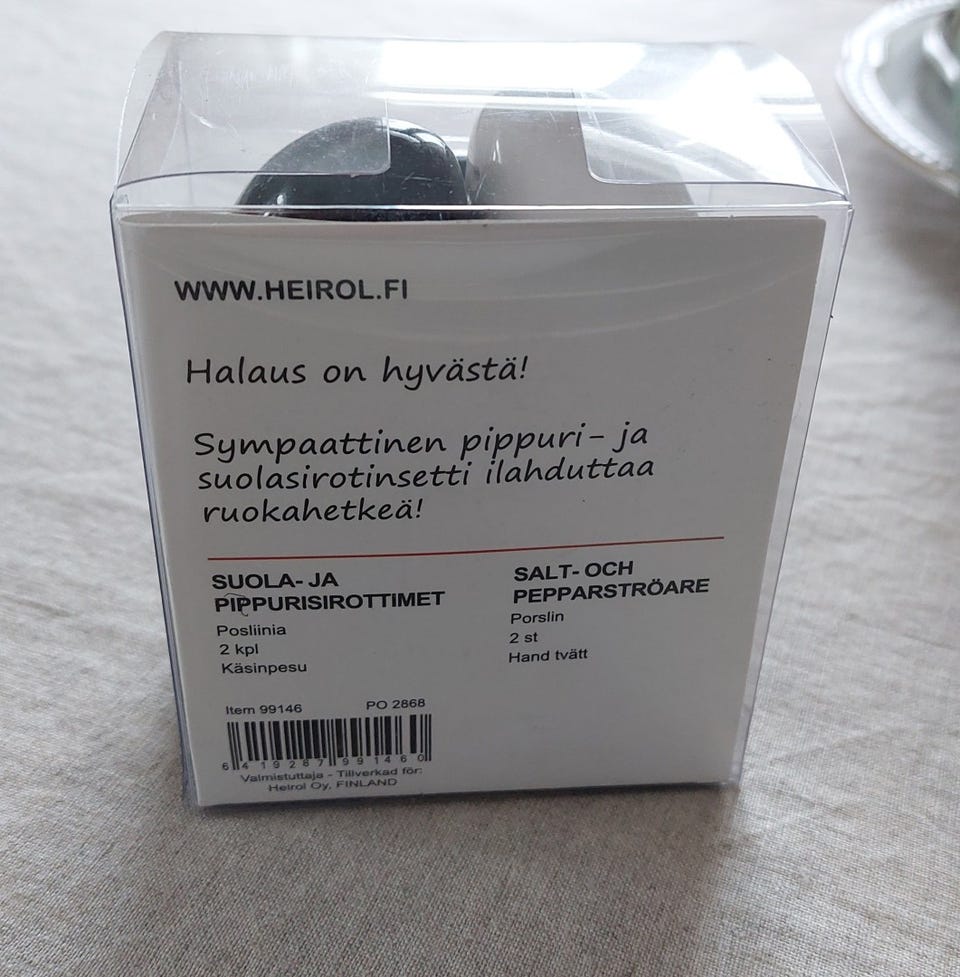 WWW.HEIROL.FI
Halaus on hyvästä!
Sympaattinen pippuri- ja
suolasirotinsetti ilahduttaa
ruokahetkeä!
SUOLA- JA
PIPPURISIROTTIMET
Posliinia
2 kpl
Käsinpesu
SALT- OCH
PEPPARSTRÖARE
Porslin
2 st
Hand tvätt
Item 99146 PO 2868
6 419287 991460
Valmistuttaja - Tillverkad för:
Heirol Oy, FINLAND